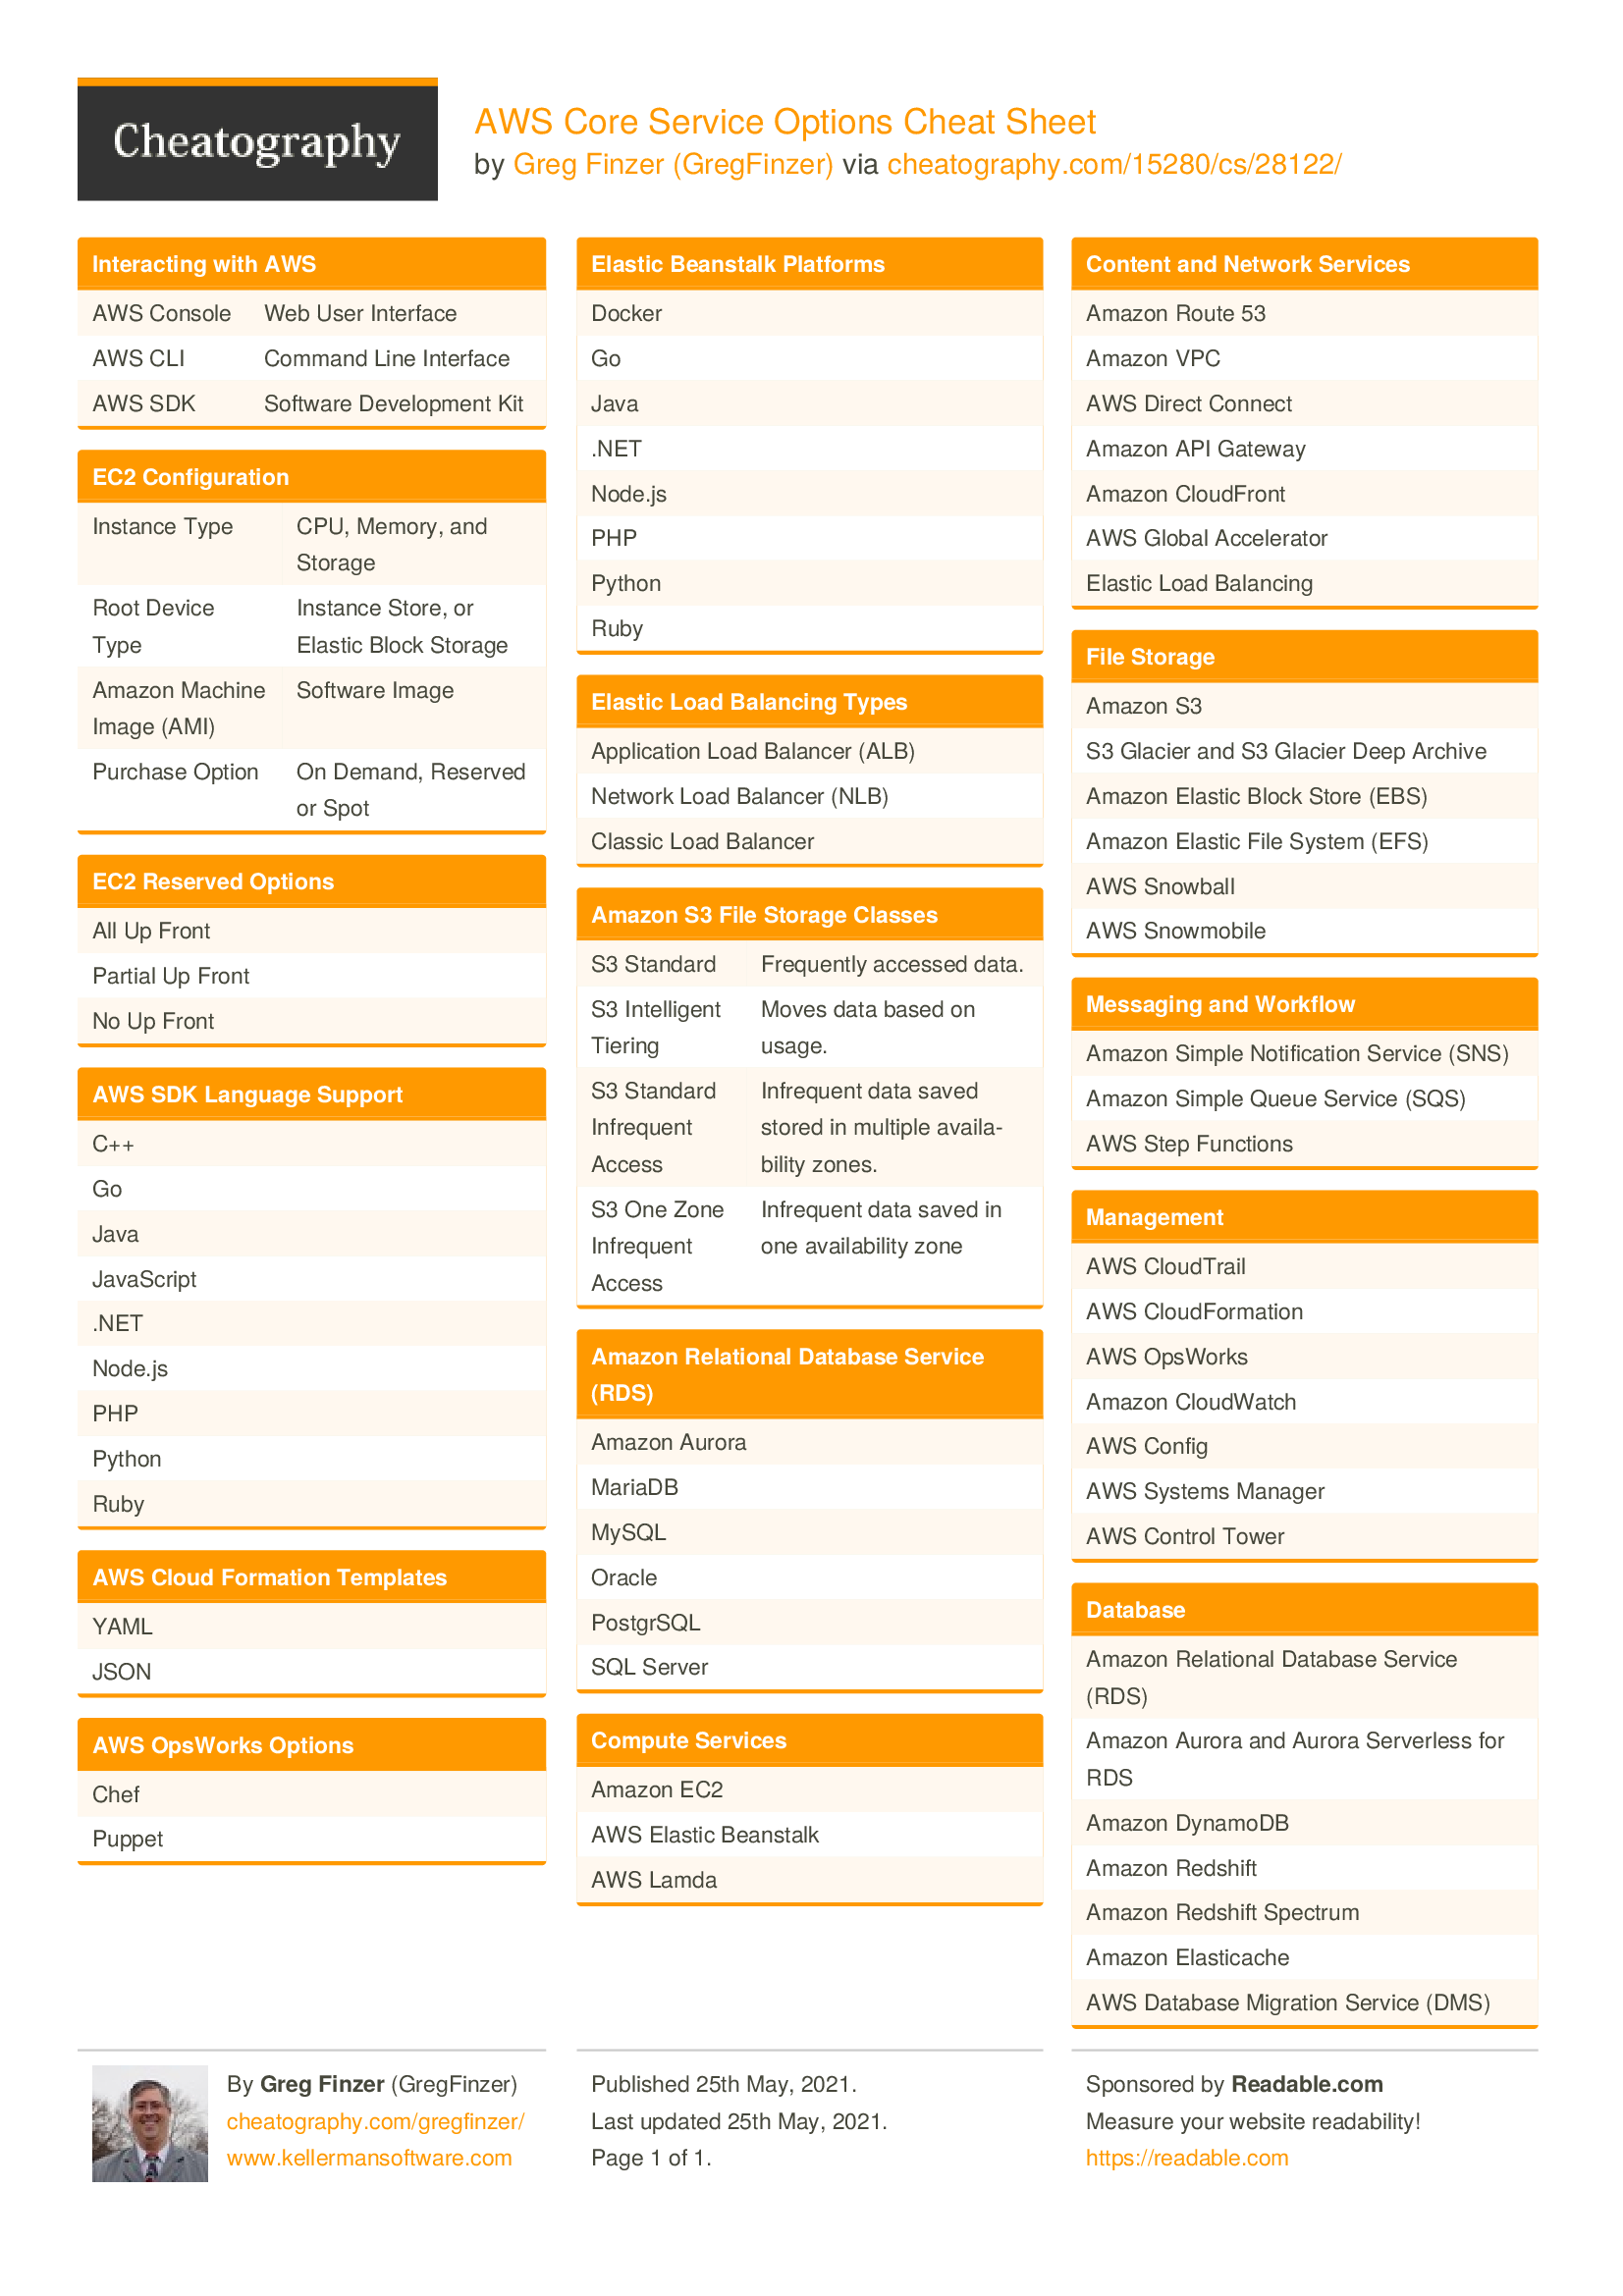 Cheatography
AWS Core Service Options Cheat Sheet
by Greg Finzer (GregFinzer) via cheatography.com/15280/cs/28122/
Interacting with AWS
AWS Console Web User Interface
AWS CLI Command Line Interface
AWS SDK Software Development Kit
EC2 Configuration
Instance Type CPU, Memory, and
Storage
Root Device Instance Store, or
Type Elastic Block Storage
Amazon Machine Software Image
Image (AMI)
Purchase Option On Demand, Reserved
or Spot
EC2 Reserved Options
All Up Front
Partial Up Front
No Up Front
AWS SDK Language Support
C++
Go
Java
JavaScript
.NET
Node.js
PHP
Python
Ruby
AWS Cloud Formation Templates
YAML
JSON
AWS OpsWorks Options
Chef
Puppet
Elastic Beanstalk Platforms
Docker
Go
Java
.NET
Node.js
PHP
Python
Ruby
Elastic Load Balancing Types
Application Load Balancer (ALB)
Network Load Balancer (NLB)
Classic Load Balancer
Amazon S3 File Storage Classes
S3 Standard Frequently accessed data.
S3 Intelligent Moves data based on
Tiering usage.
S3 Standard Infrequent data saved
Infrequent stored in multiple availa-
Access bility zones.
S3 One Zone Infrequent data saved in
Infrequent one availability zone
Access
Amazon Relational Database Service
(RDS)
Amazon Aurora
MariaDB
MySQL
Oracle
PostgrSQL
SQL Server
Compute Services
Amazon EC2
AWS Elastic Beanstalk
AWS Lamda
Content and Network Services
Amazon Route 53
Amazon VPC
AWS Direct Connect
Amazon API Gateway
Amazon CloudFront
AWS Global Accelerator
Elastic Load Balancing
File Storage
Amazon S3
S3 Glacier and S3 Glacier Deep Archive
Amazon Elastic Block Store (EBS)
Amazon Elastic File System (EFS)
AWS Snowball
AWS Snowmobile
Messaging and Workflow
Amazon Simple Notification Service (SNS)
Amazon Simple Queue Service (SQS)
AWS Step Functions
Management
AWS CloudTrail
AWS CloudFormation
AWS OpsWorks
Amazon CloudWatch
AWS Config
AWS Systems Manager
AWS Control Tower
Database
Amazon Relational Database Service
(RDS)
Amazon Aurora and Aurora Serverless for
RDS
Amazon DynamoDB
Amazon Redshift
Amazon Redshift Spectrum
Amazon Elasticache
AWS Database Migration Service (DMS)
By Greg Finzer (GregFinzer)
cheatography.com/gregfinzer/
www.kellermansoftware.com
Published 25th May, 2021.
Last updated 25th May, 2021.
Page 1 of 1.
Sponsored by Readable.com
Measure your website readability!
https://readable.com